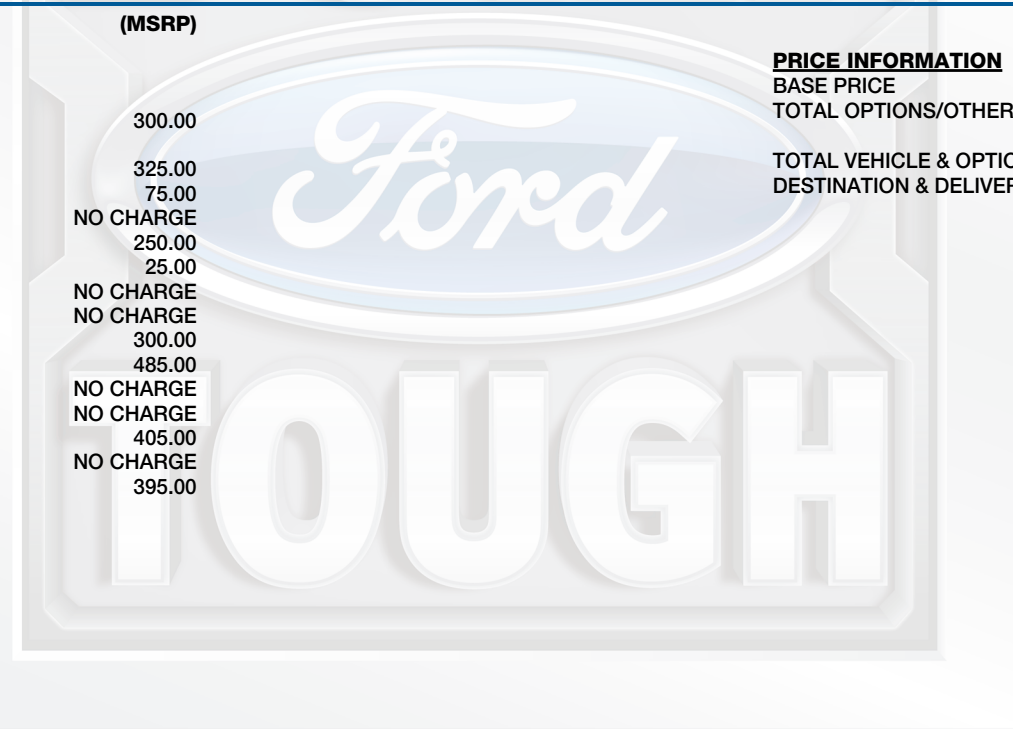 (MSRP)
300.00
325.00
75.00
NO CHARGE
250.00
25.00
NO CHARGE
NO CHARGE
300.00
485.00
NO CHARGE
NO CHARGE
405.00
NO CHARGE
395.00
PRICE INFORMATION
BASE PRICE
TOTAL OPTIONS/OTHER
TOTAL VEHICLE & OPTIO
DESTINATION & DELIVER
Ford
TOUGH